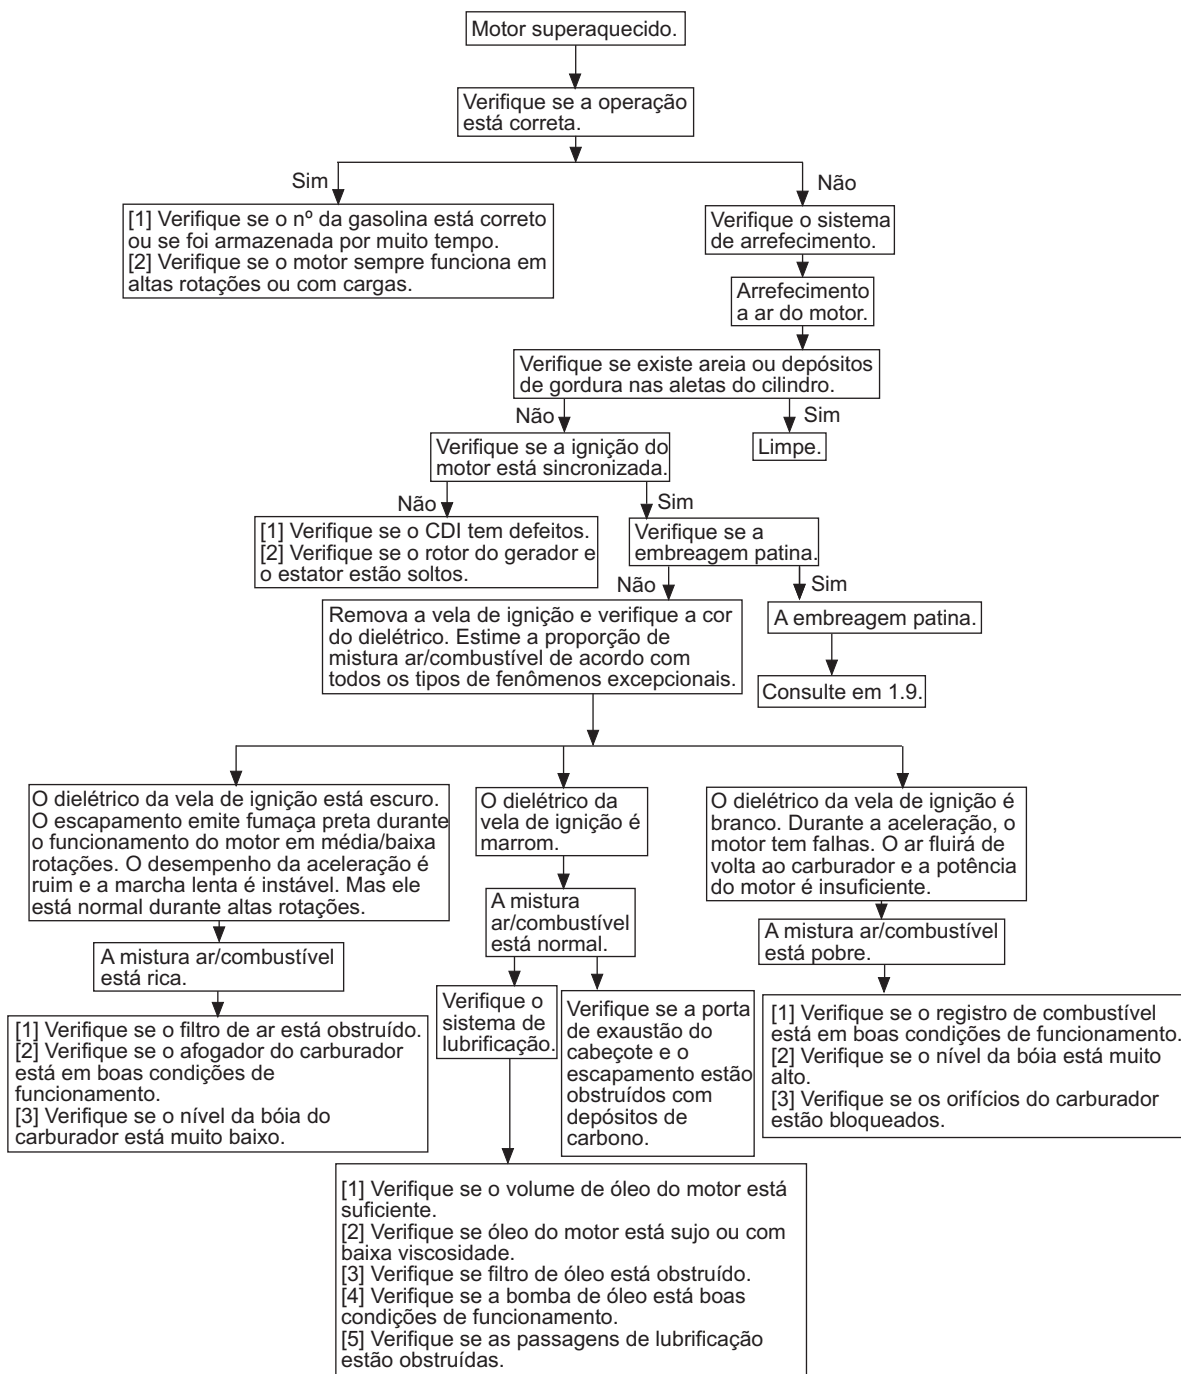 Motor superaquecido.
Verifique se a operação
está correta.
Sim
Não
[1] Verifique se o nº da gasolina está correto
ou se foi armazenada por muito tempo.
[2] Verifique se o motor sempre funciona em
altas rotações ou com cargas.
Verifique o sistema
de arrefecimento.
Arrefecimento
a ar do motor.
Verifique se existe areia ou depósitos
de gordura nas aletas do cilindro.
Não
Sim
Verifique se a ignição do
motor está sincronizada.
Limpe.
Não
Sim
[1] Verifique se o CDI tem defeitos.
[2] Verifique se o rotor do gerador e
o estator estão soltos.
Verifique se a
embreagem patina.
Não
Sim
Remova a vela de ignição e verifique a cor
do dielétrico. Estime a proporção de
mistura ar/combustível de acordo com
todos os tipos de fenômenos excepcionais.
A embreagem patina.
Consulte em 1.9.
O dielétrico da vela de ignição está escuro.
O escapamento emite fumaça preta durante
o funcionamento do motor em média/baixa
rotações. O desempenho da aceleração é
ruim e a marcha lenta é instável. Mas ele
está normal durante altas rotações.
O dielétrico da
vela de ignição é
marrom.
O dielétrico da vela de ignição é
branco. Durante a aceleração, o
motor tem falhas. O ar fluirá de
volta ao carburador e a potência
do motor é insuficiente.
A mistura ar/combustível
está rica.
A mistura
ar/combustível
está normal.
A mistura ar/combustível
está pobre.
[1] Verifique se o filtro de ar está obstruído.
[2] Verifique se o afogador do carburador
está em boas condições de
funcionamento.
[3] Verifique se o nível da bóia do
carburador está muito baixo.
Verifique o
sistema de
lubrificação.
Verifique se a porta
de exaustão do
cabeçote e o
escapamento estão
obstruídos com
depósitos de
carbono.
[1] Verifique se o registro de combustível
está em boas condições de funcionamento.
[2] Verifique se o nível da bóia está muito
alto.
[3] Verifique se os orifícios do carburador
estão bloqueados.
[1] Verifique se o volume de óleo do motor está
suficiente.
[2] Verifique se óleo do motor está sujo ou com
baixa viscosidade.
[3] Verifique se filtro de óleo está obstruído.
[4] Verifique se a bomba de óleo está boas
condições de funcionamento.
[5] Verifique se as passagens de lubrificação
estão obstruídas.